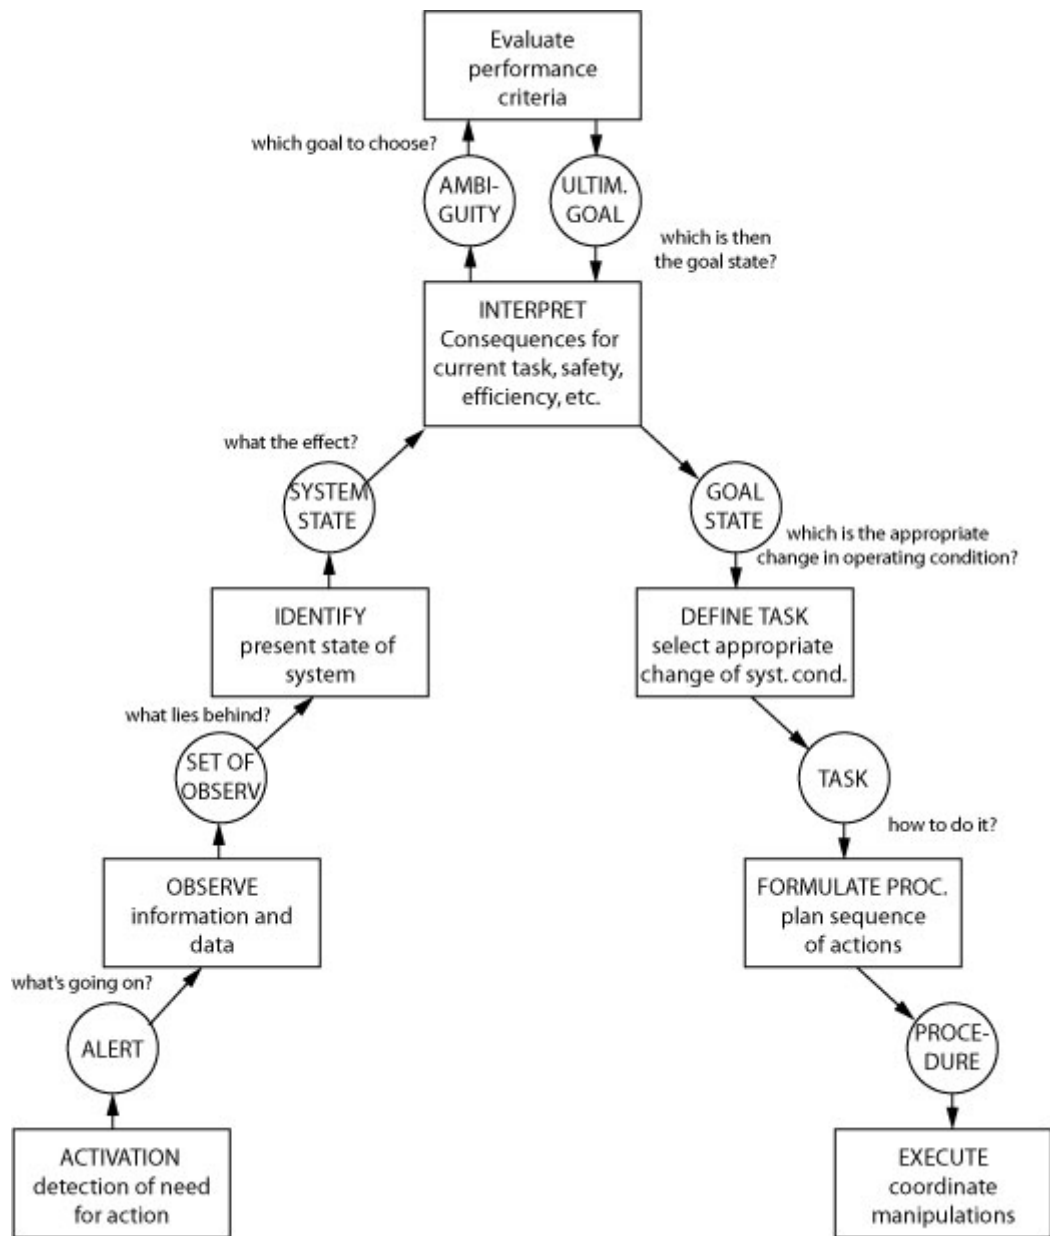 Evaluate
performance
criteria
which goal to choose?
AMBI-
GUITY
ULTIM.
GOAL
which is then
the goal state?
INTERPRET
Consequences for
current task, safety,
efficiency, etc.
what the effect?
SYSTEM
STATE
GOAL
STATE
which is the appropriate
change in operating condition?
IDENTIFY
present state of
system
DEFINE TASK
select appropriate
change of syst. cond.
what lies behind?
SET OF
OBSERV
TASK
how to do it?
OBSERVE
information and
data
FORMULATE PROC.
plan sequence
of actions
what's going on?
ALERT
PROCE-
DURE
ACTIVATION
detection of need
for action
EXECUTE
coordinate
manipulations